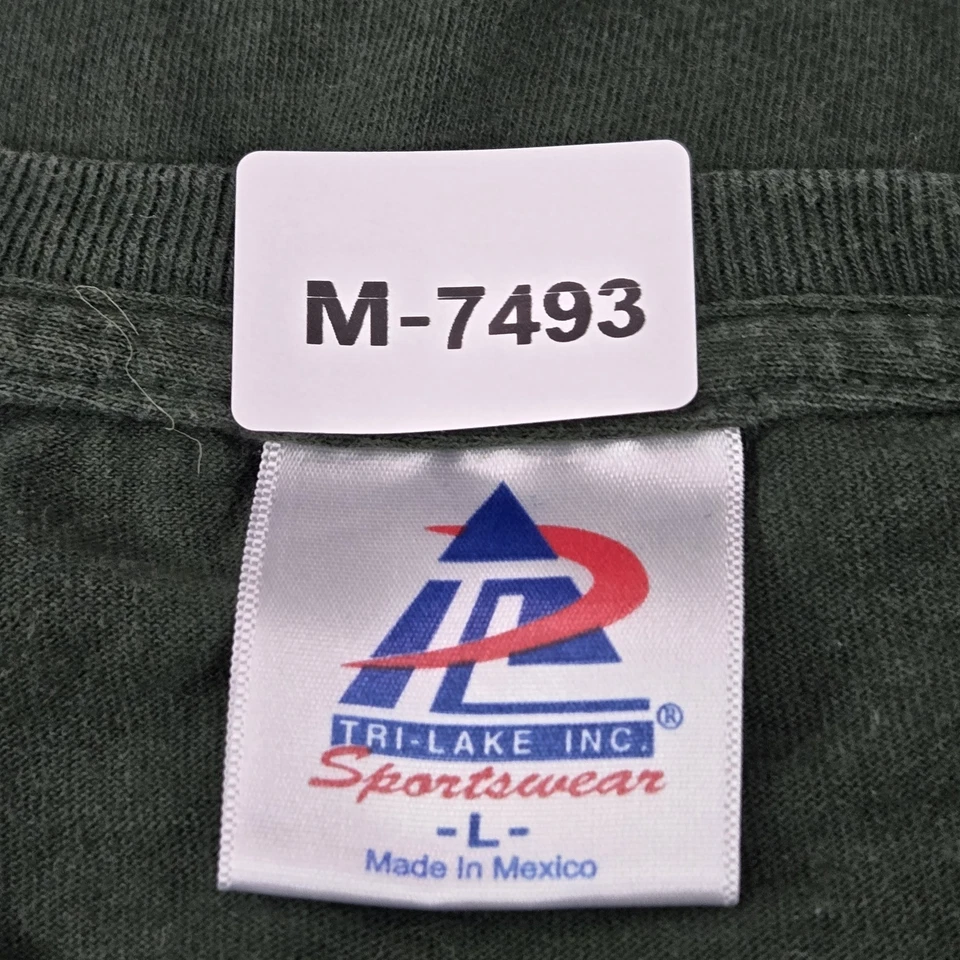 M-7493
TRI-LAKE INC.®
Sportswear
-L-
Made In Mexico